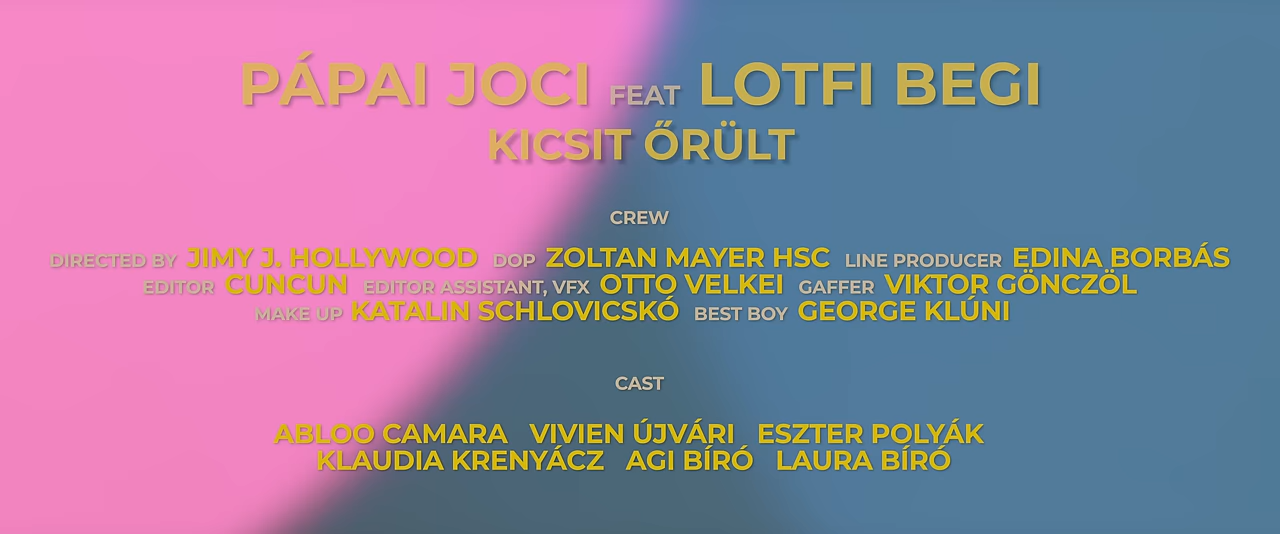 PÁPAI JOCI FEAT LOTFI BEGI
KICSIT ŐRÜLT
CREW
DIRECTED BY JIMY J. HOLLYWOOD DOP ZOLTAN MAYER HSC LINE PRODUCER EDINA BORBÁS
EDITOR CUNCUN EDITOR ASSISTANT, VFX OTTO VELKEI GAFFER VIKTOR GÖNCZÖL
MAKE UP KATALIN SCHLOVICSKÓ BEST BOY GEORGE KLÚNI
CAST
ABLOO CAMARA VIVIEN ÚJVÁRI ESZTER POLYÁK
KLAUDIA KRENYÁCZ AGI BÍRÓ LAURA BÍRÓ